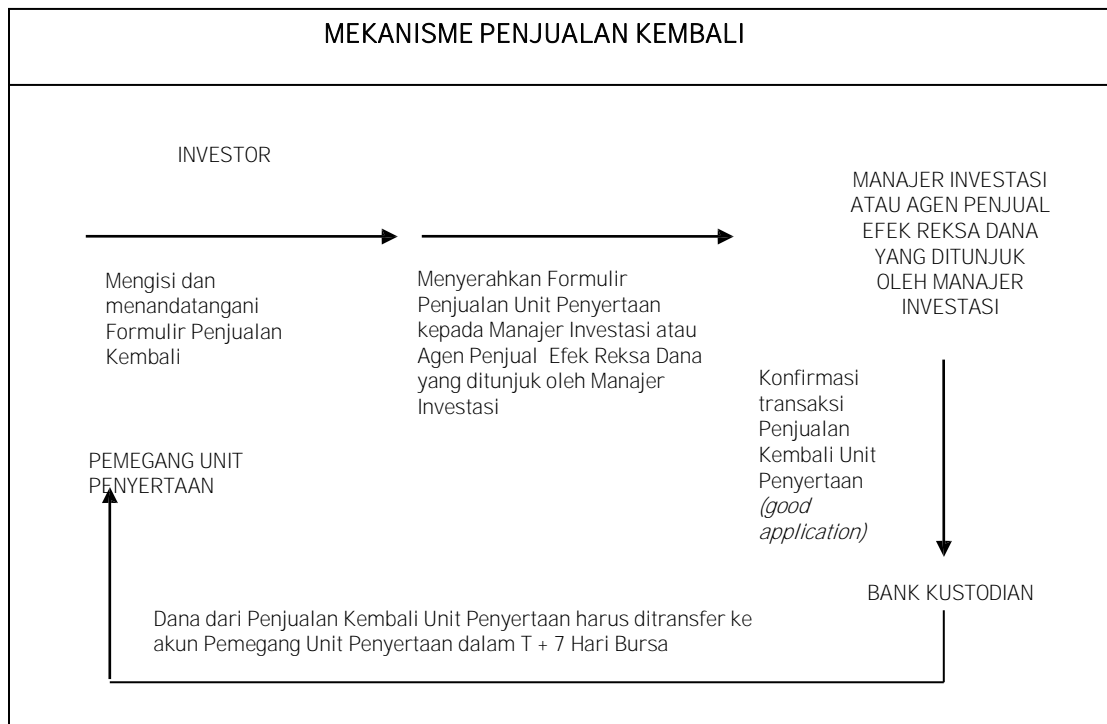 MEKANISME PENJUALAN KEMBALI
INVESTOR
MANAJER INVESTASI
ATAU AGEN PENJUAL
EFEK REKSA DANA
YANG DITUNJUK
OLEH MANAJER
INVESTASI
Mengisi dan
menandatangani
Formulir Penjualan
Kembali
Menyerahkan Formulir
Penjualan Unit Penyertaan
kepada Manajer Investasi atau
Agen Penjual Efek Reksa Dana
yang ditunjuk oleh Manajer
Investasi
Konfirmasi
transaksi
Penjualan
Kembali Unit
Penyertaan
(good
application)
PEMEGANG UNIT
PENYERTAAN
BANK KUSTODIAN
Dana dari Penjualan Kembali Unit Penyertaan harus ditransfer ke
akun Pemegang Unit Penyertaan dalam T + 7 Hari Bursa